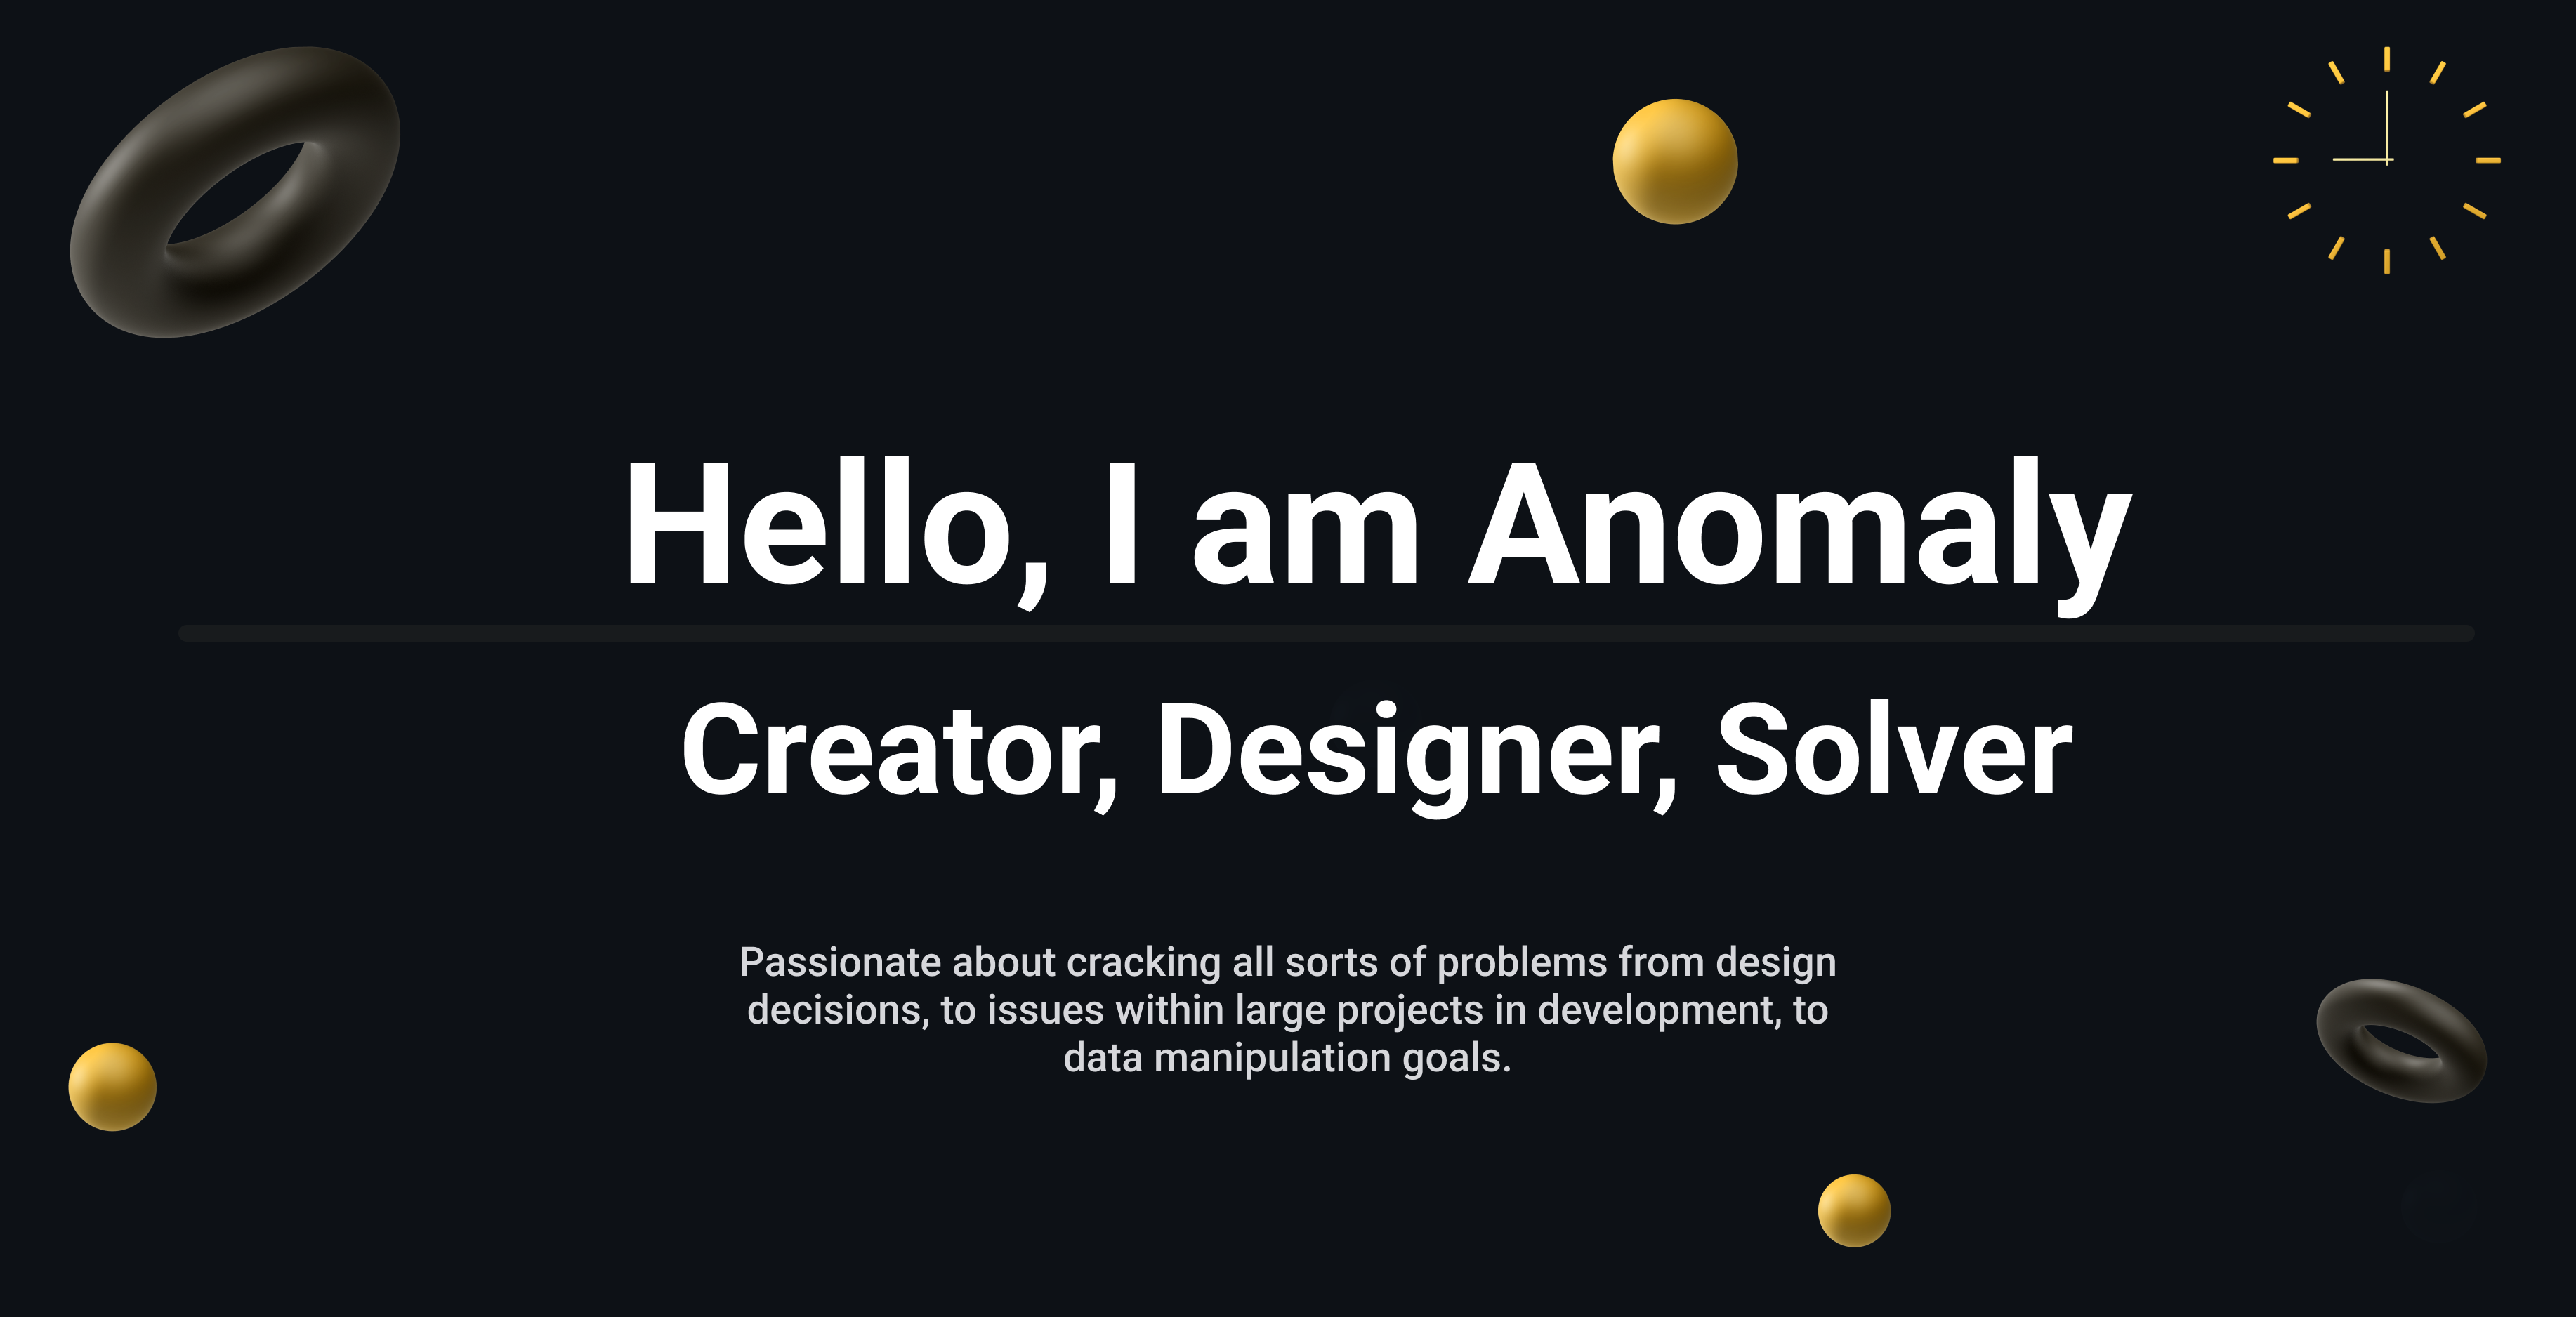 Hello, I am Anomaly
Creator, Designer, Solver
Passionate about cracking all sorts of problems from design
decisions, to issues within large projects in development, to
data manipulation goals.